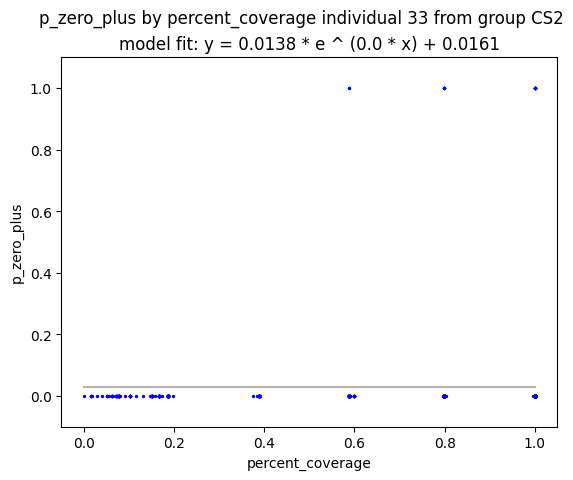 p_zero_plus by percent_coverage individual 33 from group CS2
model fit: y = 0.0138 * e ^ (0.0 * x) + 0.0161
1.0
0.8
0.6
0.4
0.2
0.0
p_zero_plus
0.0 0.2 0.4 0.6 0.8 1.0
percent_coverage